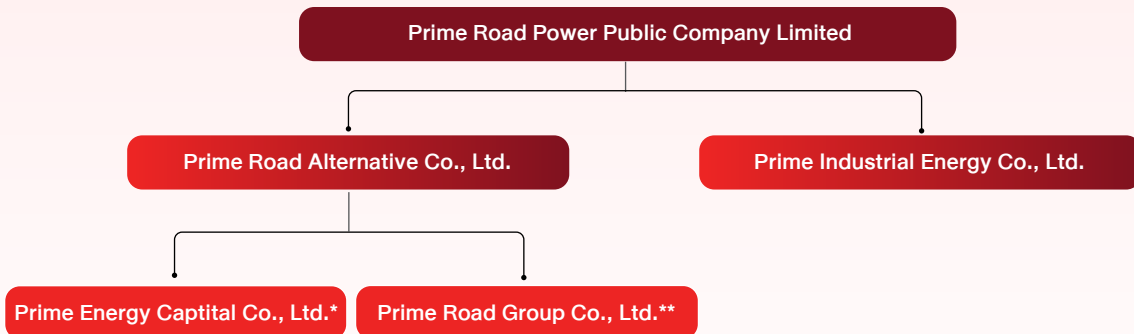 Prime Road Power Public Company Limited
Prime Road Alternative Co., Ltd.
Prime Industrial Energy Co., Ltd.
Prime Energy Captital Co., Ltd.*
Prime Road Group Co., Ltd.**